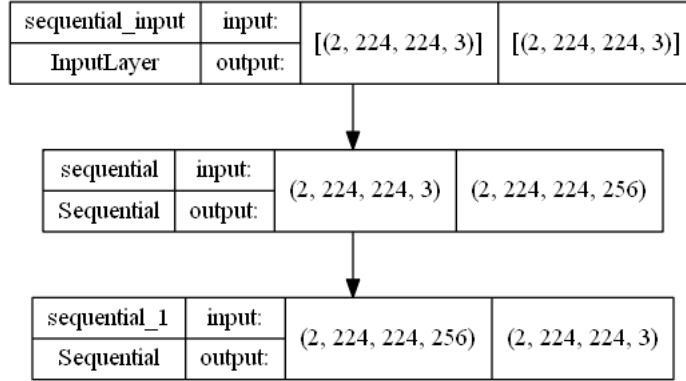 sequential_input input: [(2, 224, 224, 3)] [(2, 224, 224, 3)]
InputLayer output:
sequential input: (2, 224, 224, 3) (2, 224, 224, 256)
Sequential output:
sequential_1 input: (2, 224, 224, 256) (2, 224, 224, 3)
Sequential output: